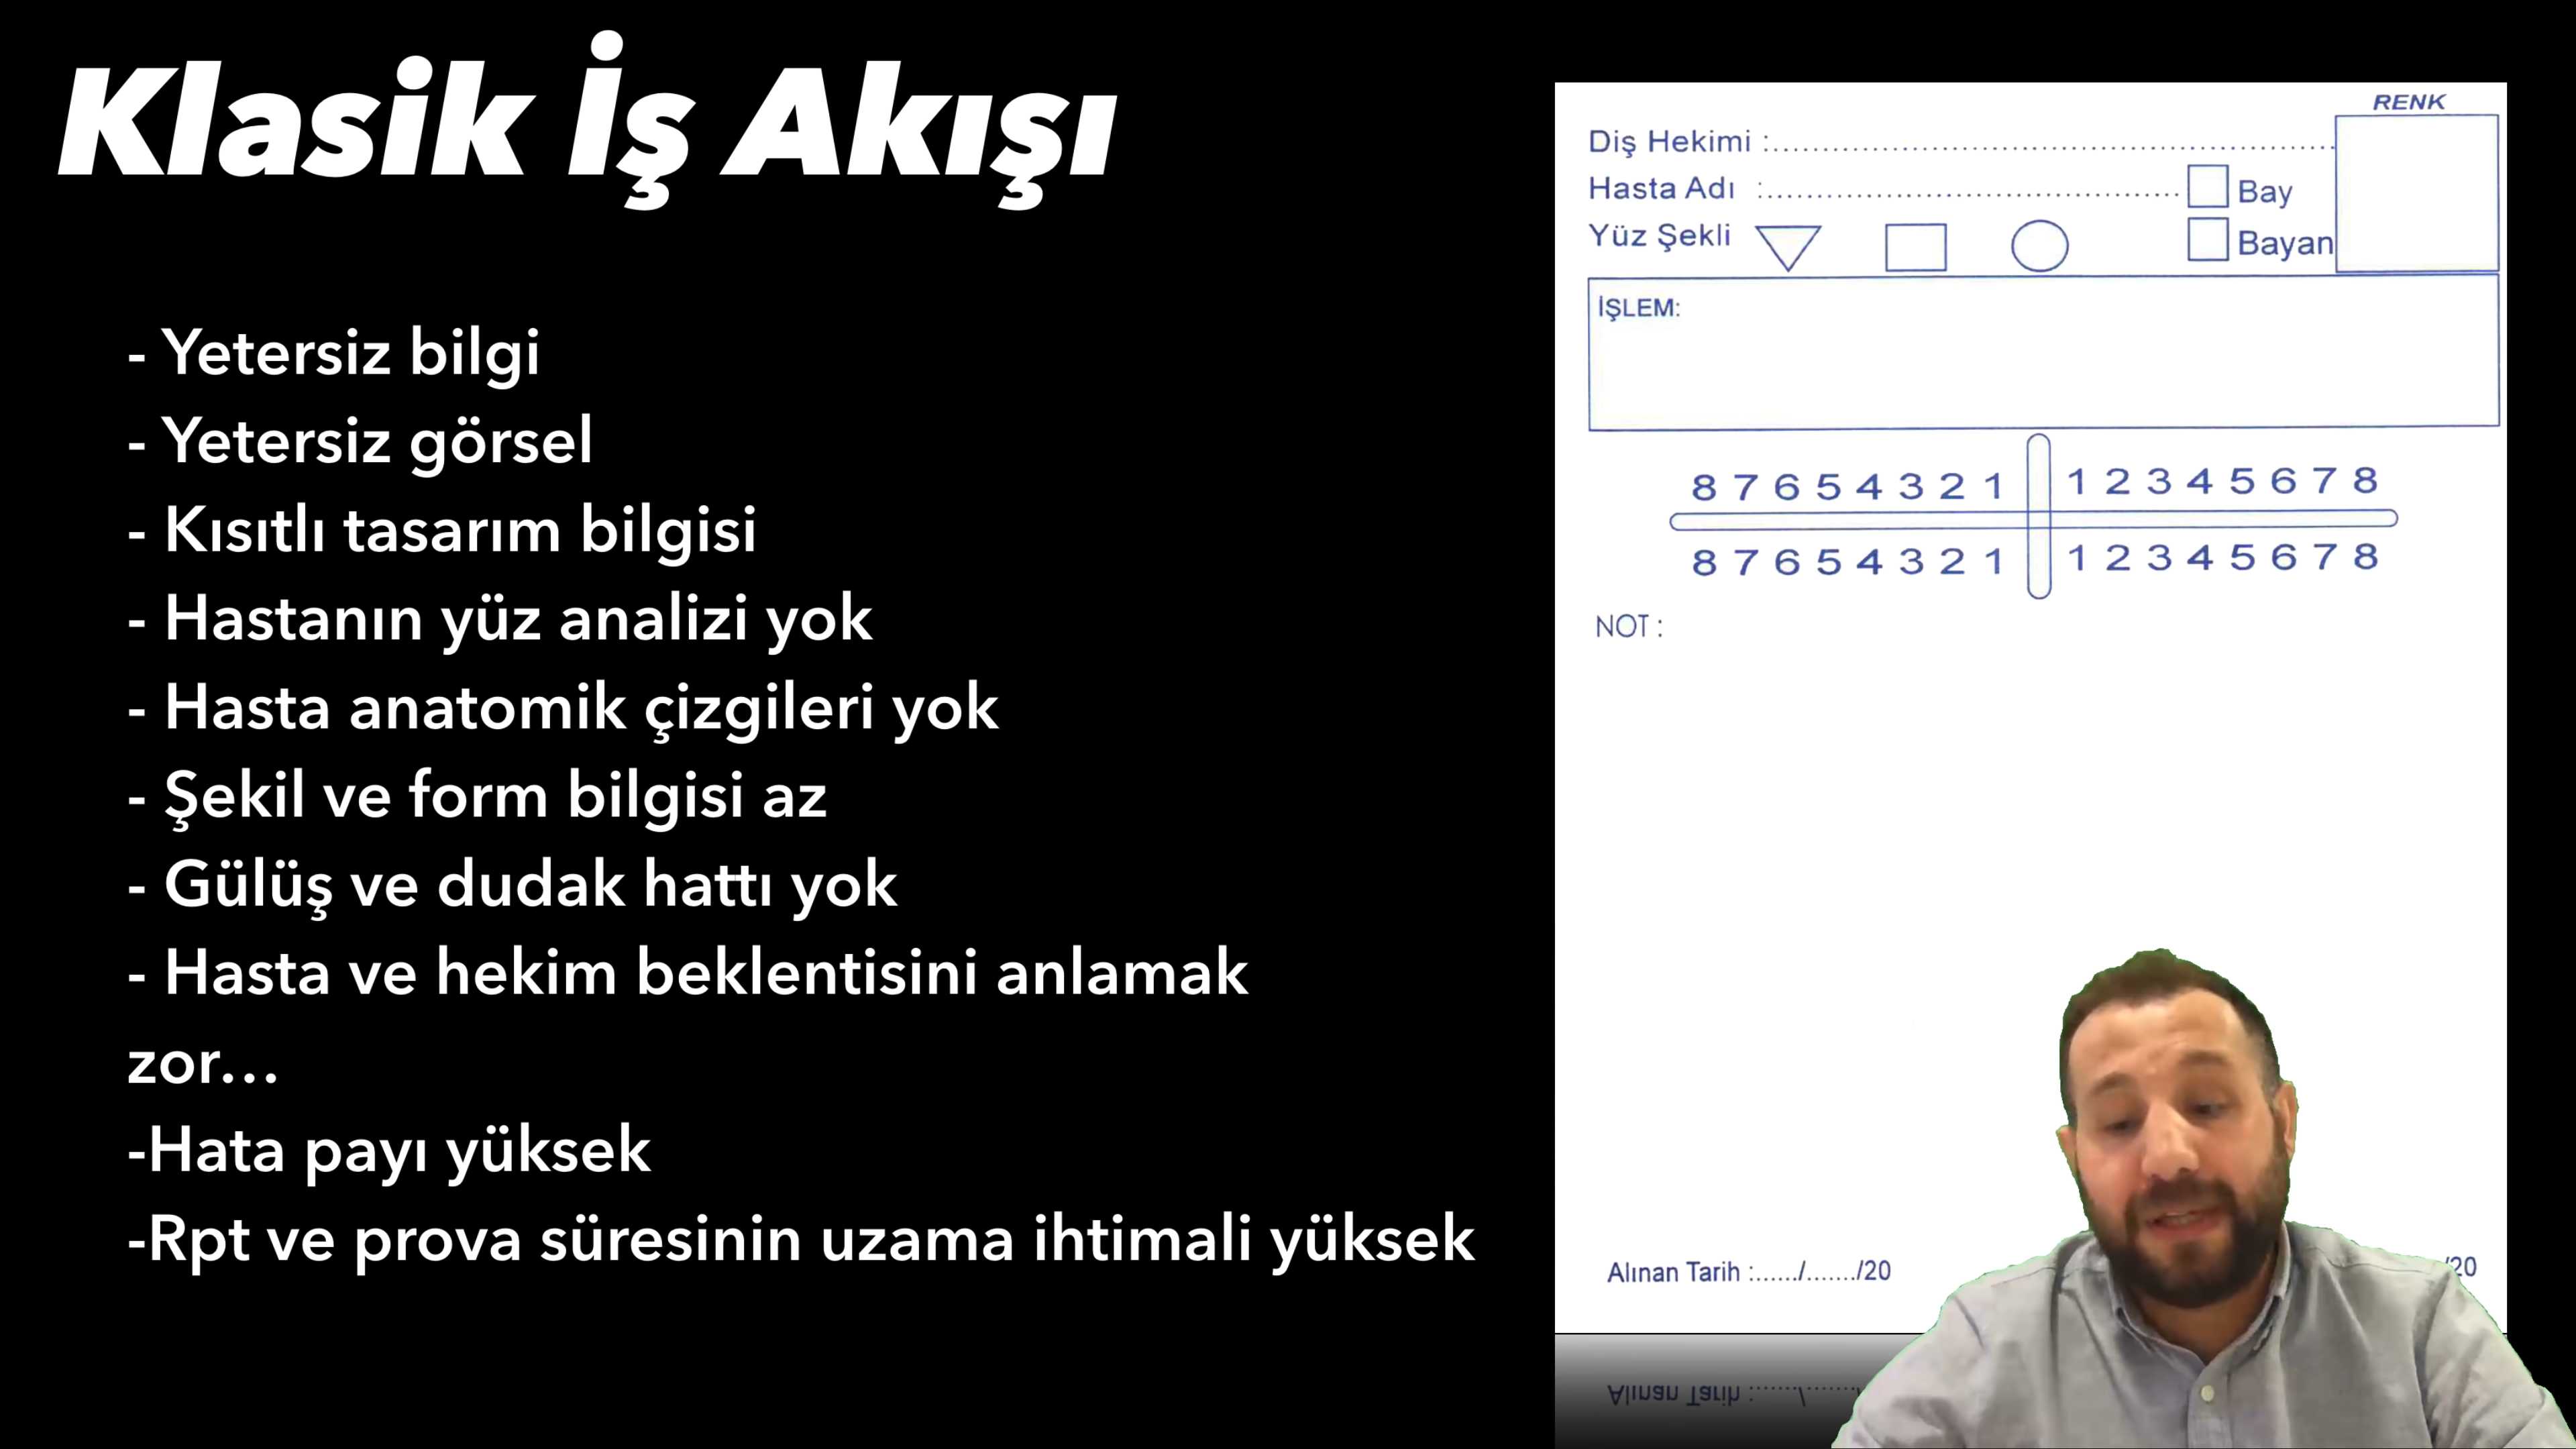 Klasik İş Akışı
- Yetersiz bilgi
- Yetersiz görsel
- Kısıtlı tasarım bilgisi
- Hastanın yüz analizi yok
- Hasta anatomik çizgileri yok
- Şekil ve form bilgisi az
- Gülüş ve dudak hattı yok
- Hasta ve hekim beklentisini anlamak
zor...
-Hata payı yüksek
-Rpt ve prova süresinin uzama ihtimali yüksek
RENK
Diş Hekimi :..............................
Hasta Adı :..............................
Bay
Yüz Şekli
Bayan
İŞLEM:
8 7 6 5 4 3 2 1 1 2 3 4 5 6 7 8
8 7 6 5 4 3 2 1 1 2 3 4 5 6 7 8
NOT :
Alınan Tarih :....../......./20
/20
Alınan Tarih :......./.......